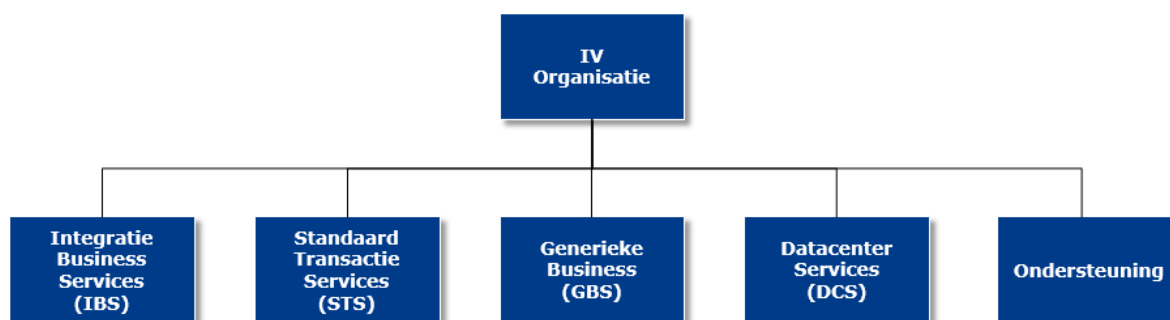 IV
Organisatie
Integratie
Business
Services
(IBS)
Standaard
Transactie
Services
(STS)
Generieke
Business
(GBS)
Datacenter
Services
(DCS)
Ondersteuning